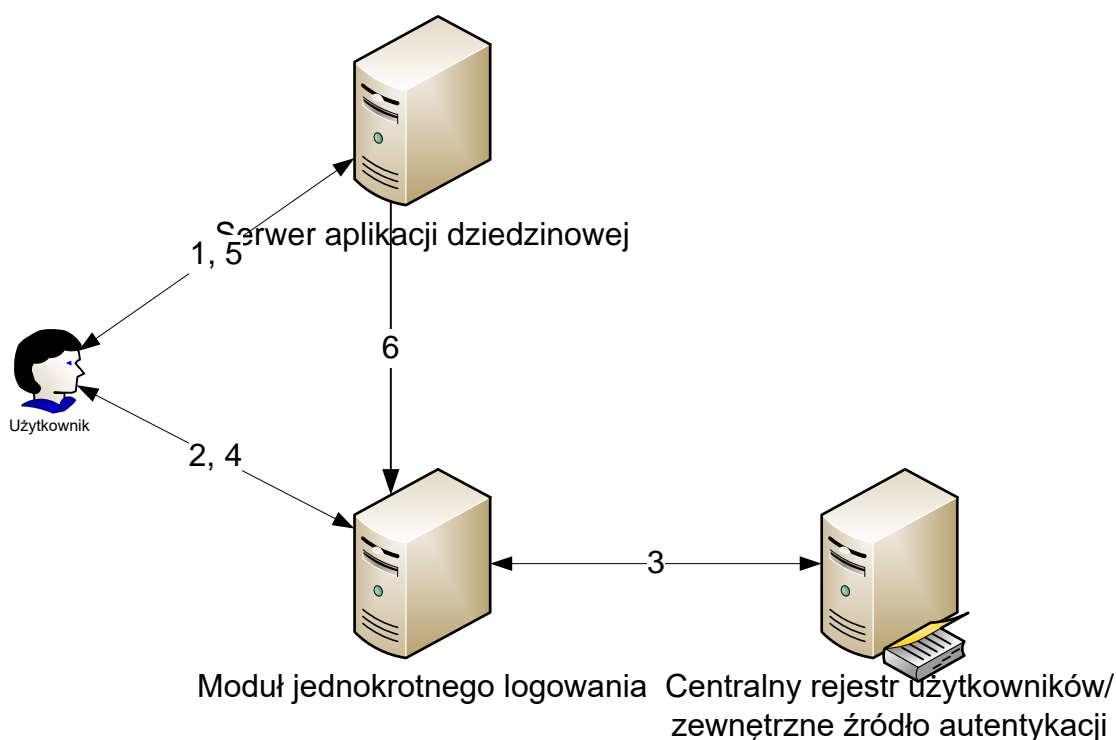 Serwer aplikacji dziedzinowej
1, 5
6
Użytkownik
2, 4
3
Moduł jednokrotnego logowania
Centralny rejestr użytkowników/
zewnętrzne źródło autentykacji